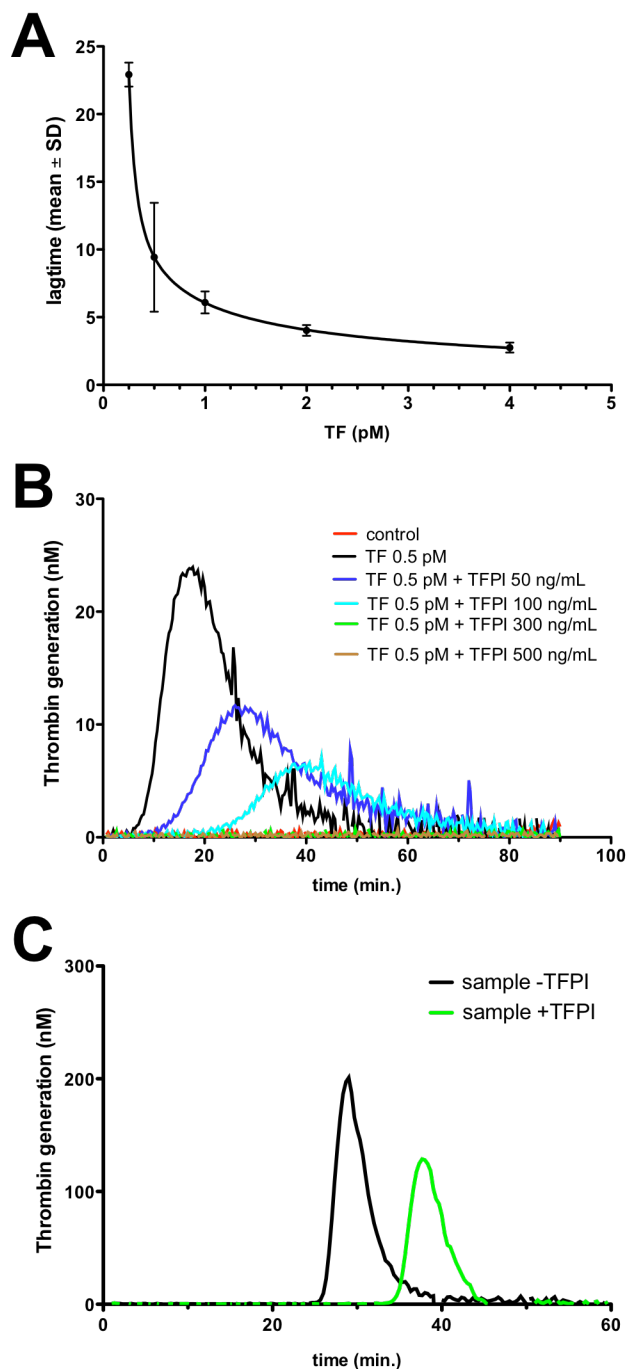 A
25
20
15
10
5
0
lagtime (mean ± SD)
0 1 2 3 4 5
TF (pM)
B
30
20
10
0
Thrombin generation (nM)
control
TF 0.5 pM
TF 0.5 pM + TFPI 50 ng/mL
TF 0.5 pM + TFPI 100 ng/mL
TF 0.5 pM + TFPI 300 ng/mL
TF 0.5 pM + TFPI 500 ng/mL
0 20 40 60 80 100
time (min.)
C
300
200
100
0
Thrombin generation (nM)
sample -TFPI
sample +TFPI
0 20 40 60
time (min.)